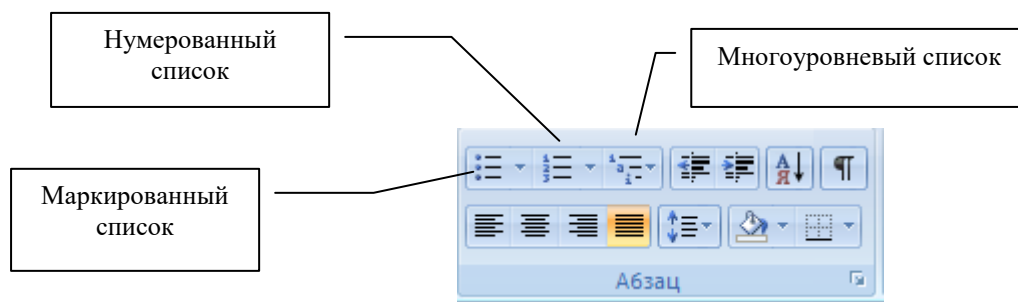 Нумерованный
список
Многоуровневый список
Маркированный
список
Абзац